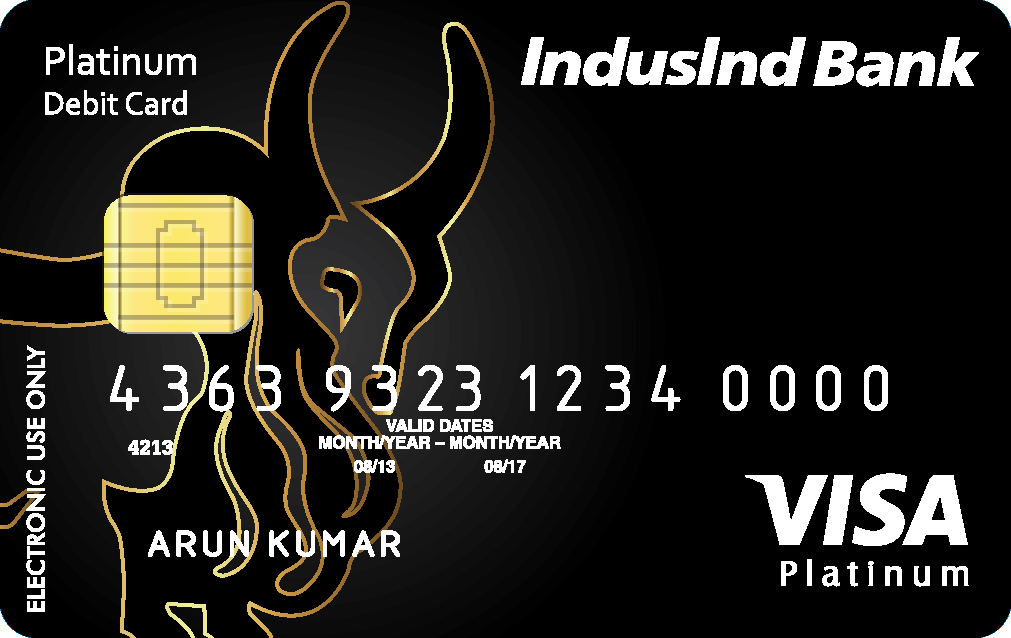 Platinum
Debit Card
IndusInd Bank
4363 9323 1234 0000
VALID DATES
4213
MONTH/YEAR – MONTH/YEAR
08/13 08/17
ARUN KUMAR
ELECTRONIC USE ONLY
VISA
Platinum